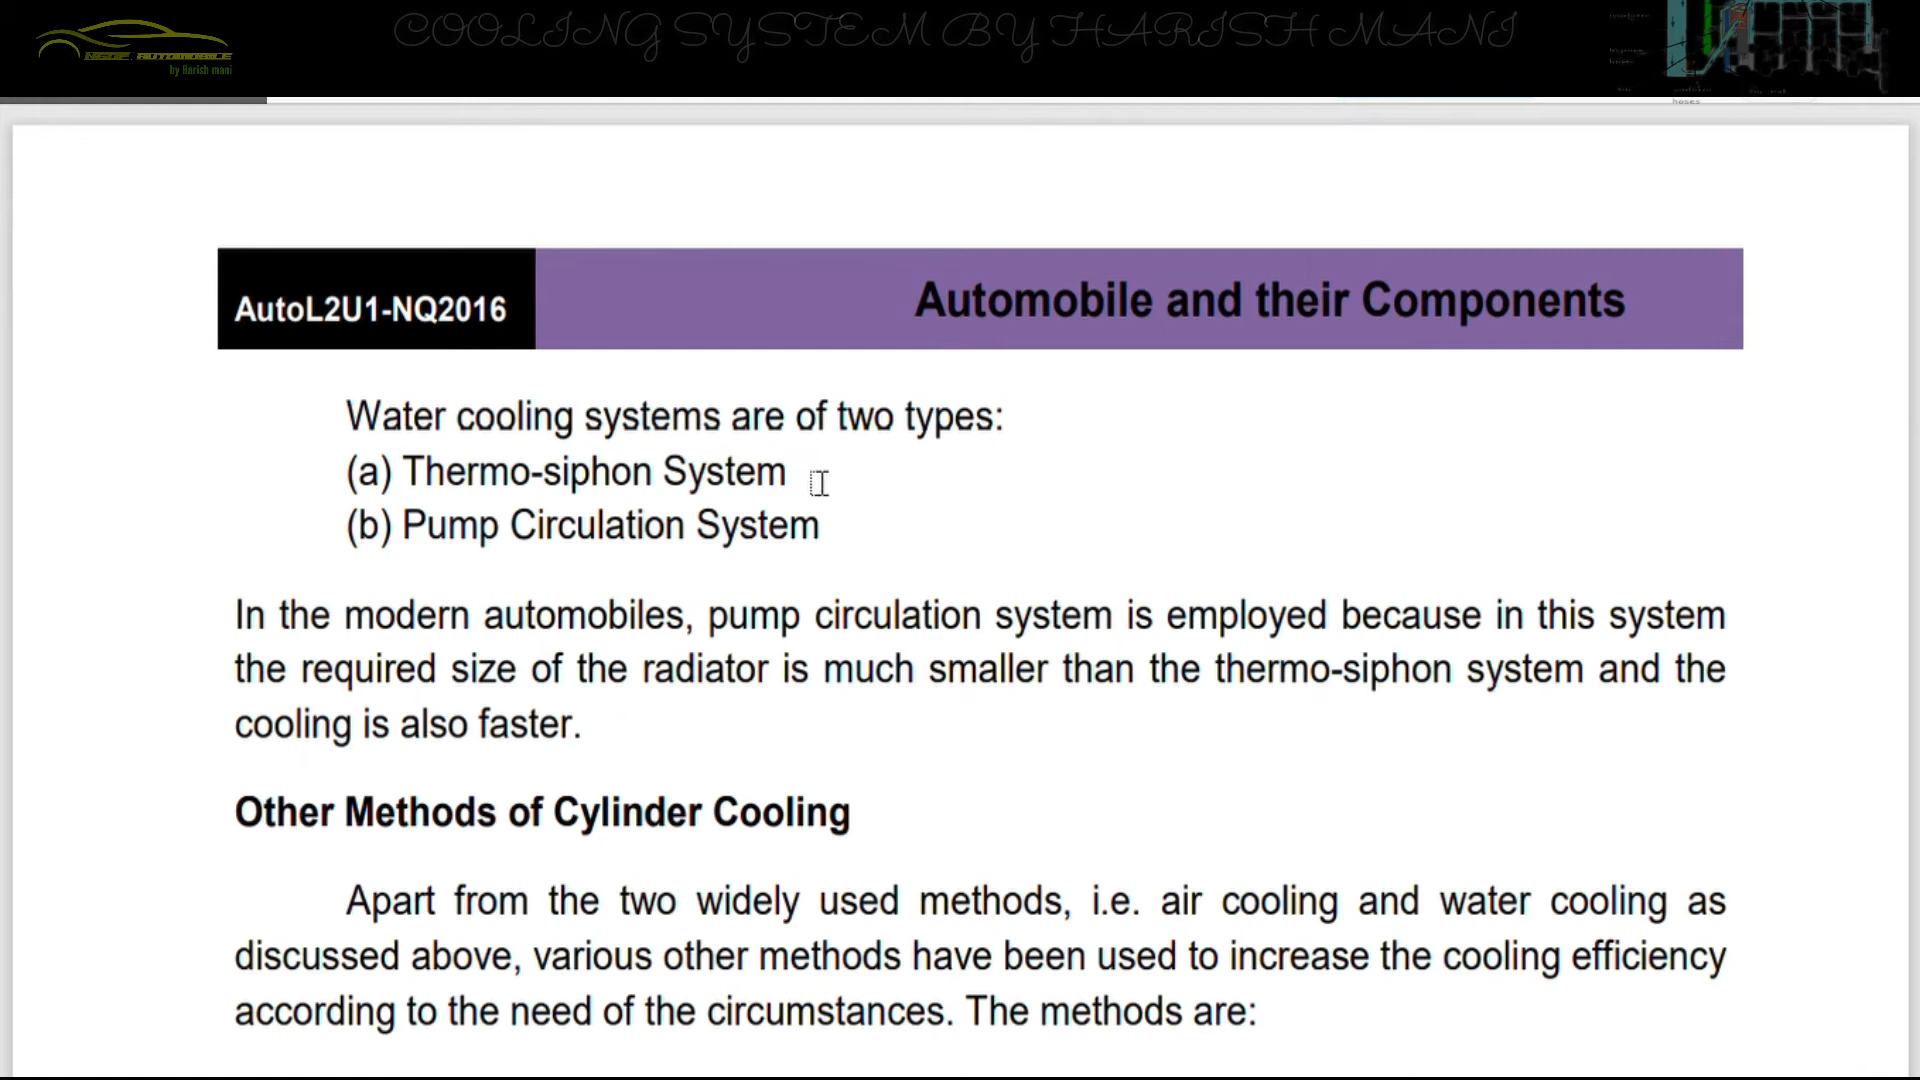 COOLING SYSTEM BY HARISH MANI
by Harish mani
hoses
AutoL2U1-NQ2016
Automobile and their Components
Water cooling systems are of two types:
(a) Thermo-siphon System
(b) Pump Circulation System
In the modern automobiles, pump circulation system is employed because in this system
the required size of the radiator is much smaller than the thermo-siphon system and the
cooling is also faster.
Other Methods of Cylinder Cooling
Apart from the two widely used methods, i.e. air cooling and water cooling as
discussed above, various other methods have been used to increase the cooling efficiency
according to the need of the circumstances. The methods are: